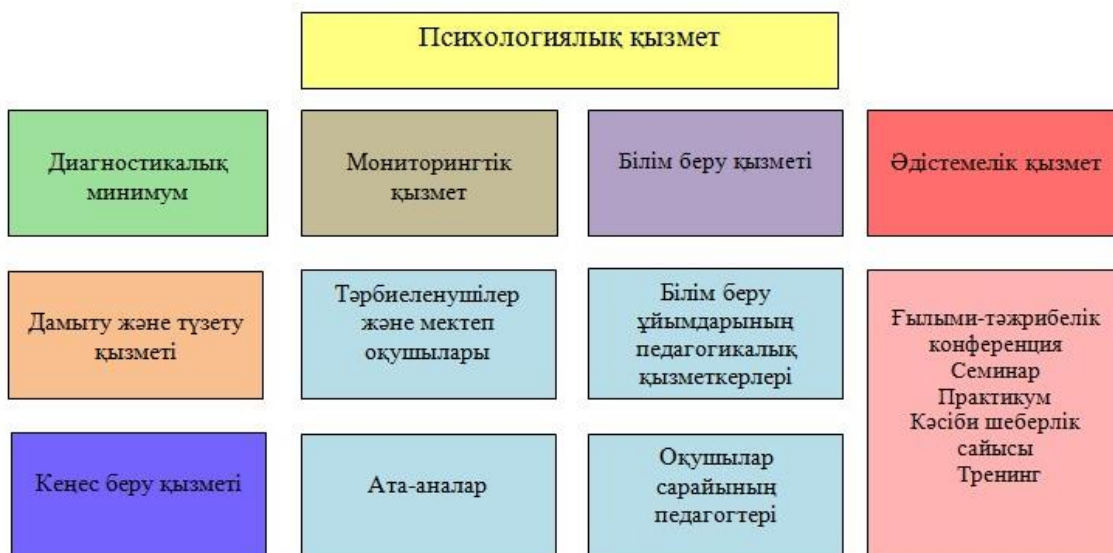 Психологиялық қызмет
Диагностикалық
минимум
Мониторингтік
қызмет
Білім беру қызметі
Әдістемелік қызмет
Дамыту және түзету
қызметі
Тәрбиеленушілер
және мектеп
оқушылары
Білім беру
ұйымдарының
педагогикалық
қызметкерлері
Ғылыми-тәжрибелік
конференция
Семинар
Практикум
Кәсіби шеберлік
сайысы
Тренинг
Кеңес беру қызметі
Ата-аналар
Оқушылар
сарайының
педагогтері